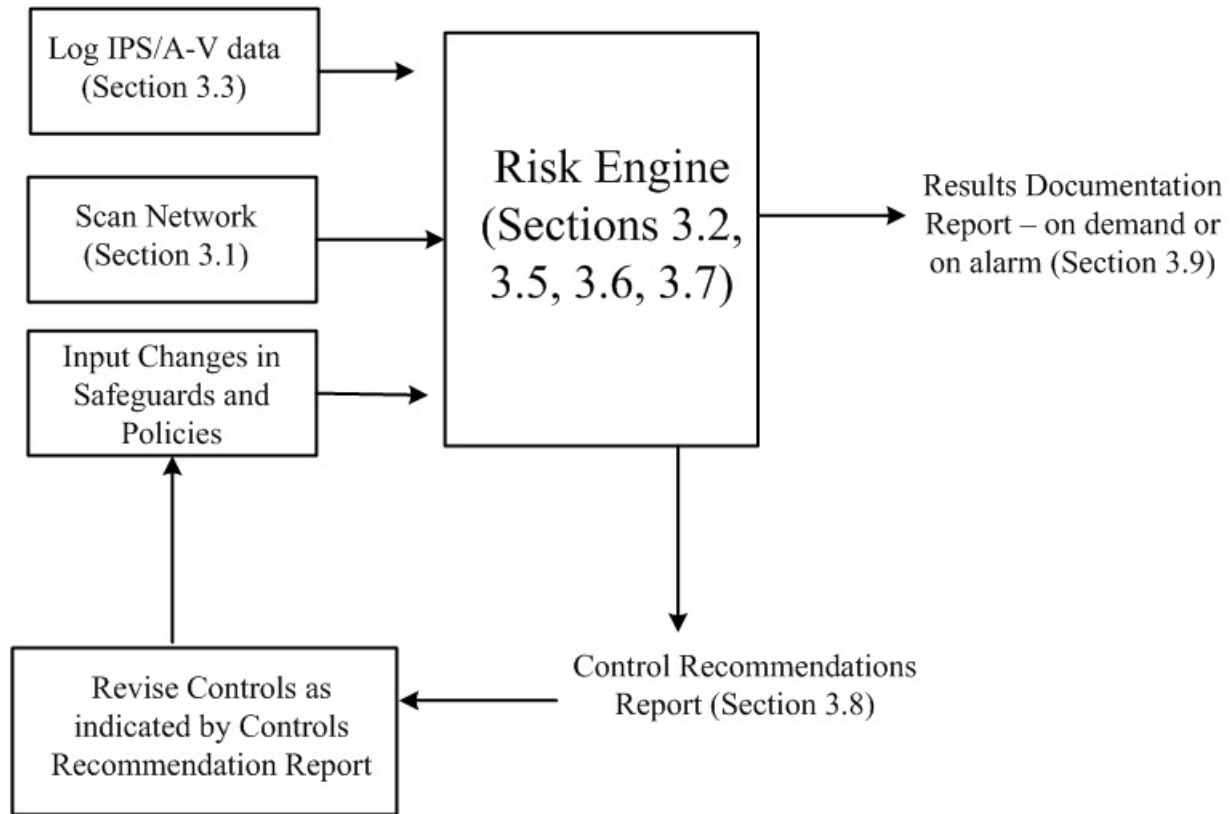 Log IPS/A-V data
(Section 3.3)
Scan Network
(Section 3.1)
Input Changes in
Safeguards and
Policies
Risk Engine
(Sections 3.2,
3.5, 3.6, 3.7)
Results Documentation
Report – on demand or
on alarm (Section 3.9)
Control Recommendations
Report (Section 3.8)
Revise Controls as
indicated by Controls
Recommendation Report